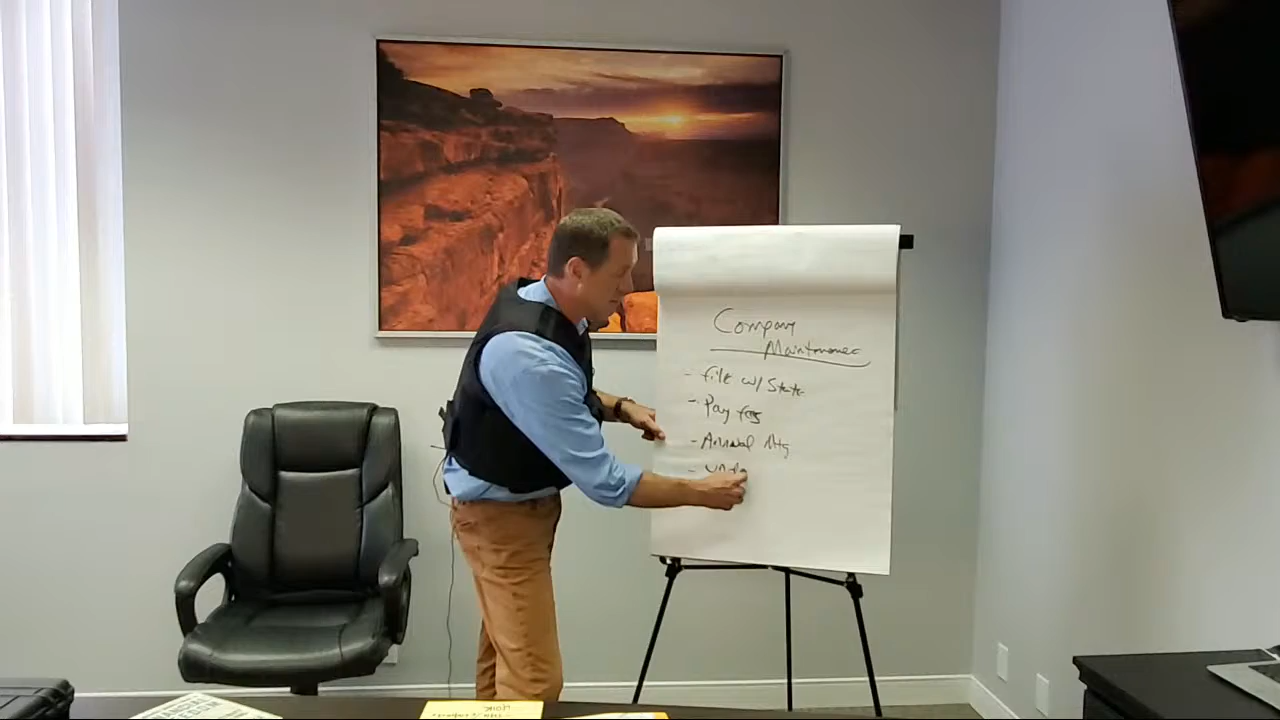 Company
Maintenance
- File w/ State
- Pay fees
- Annual Mtg
-